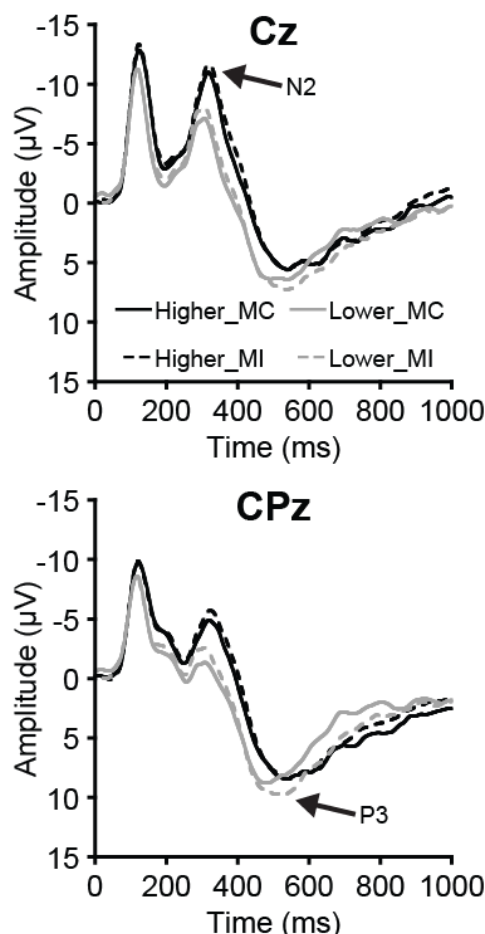 Cz
-15
-10
-5
0
5
10
15
Amplitude (µV)
N2
Higher_MC Lower_MC
Higher_MI Lower_MI
0 200 400 600 800 1000
Time (ms)
CPz
-15
-10
-5
0
5
10
15
Amplitude (µV)
P3
0 200 400 600 800 1000
Time (ms)